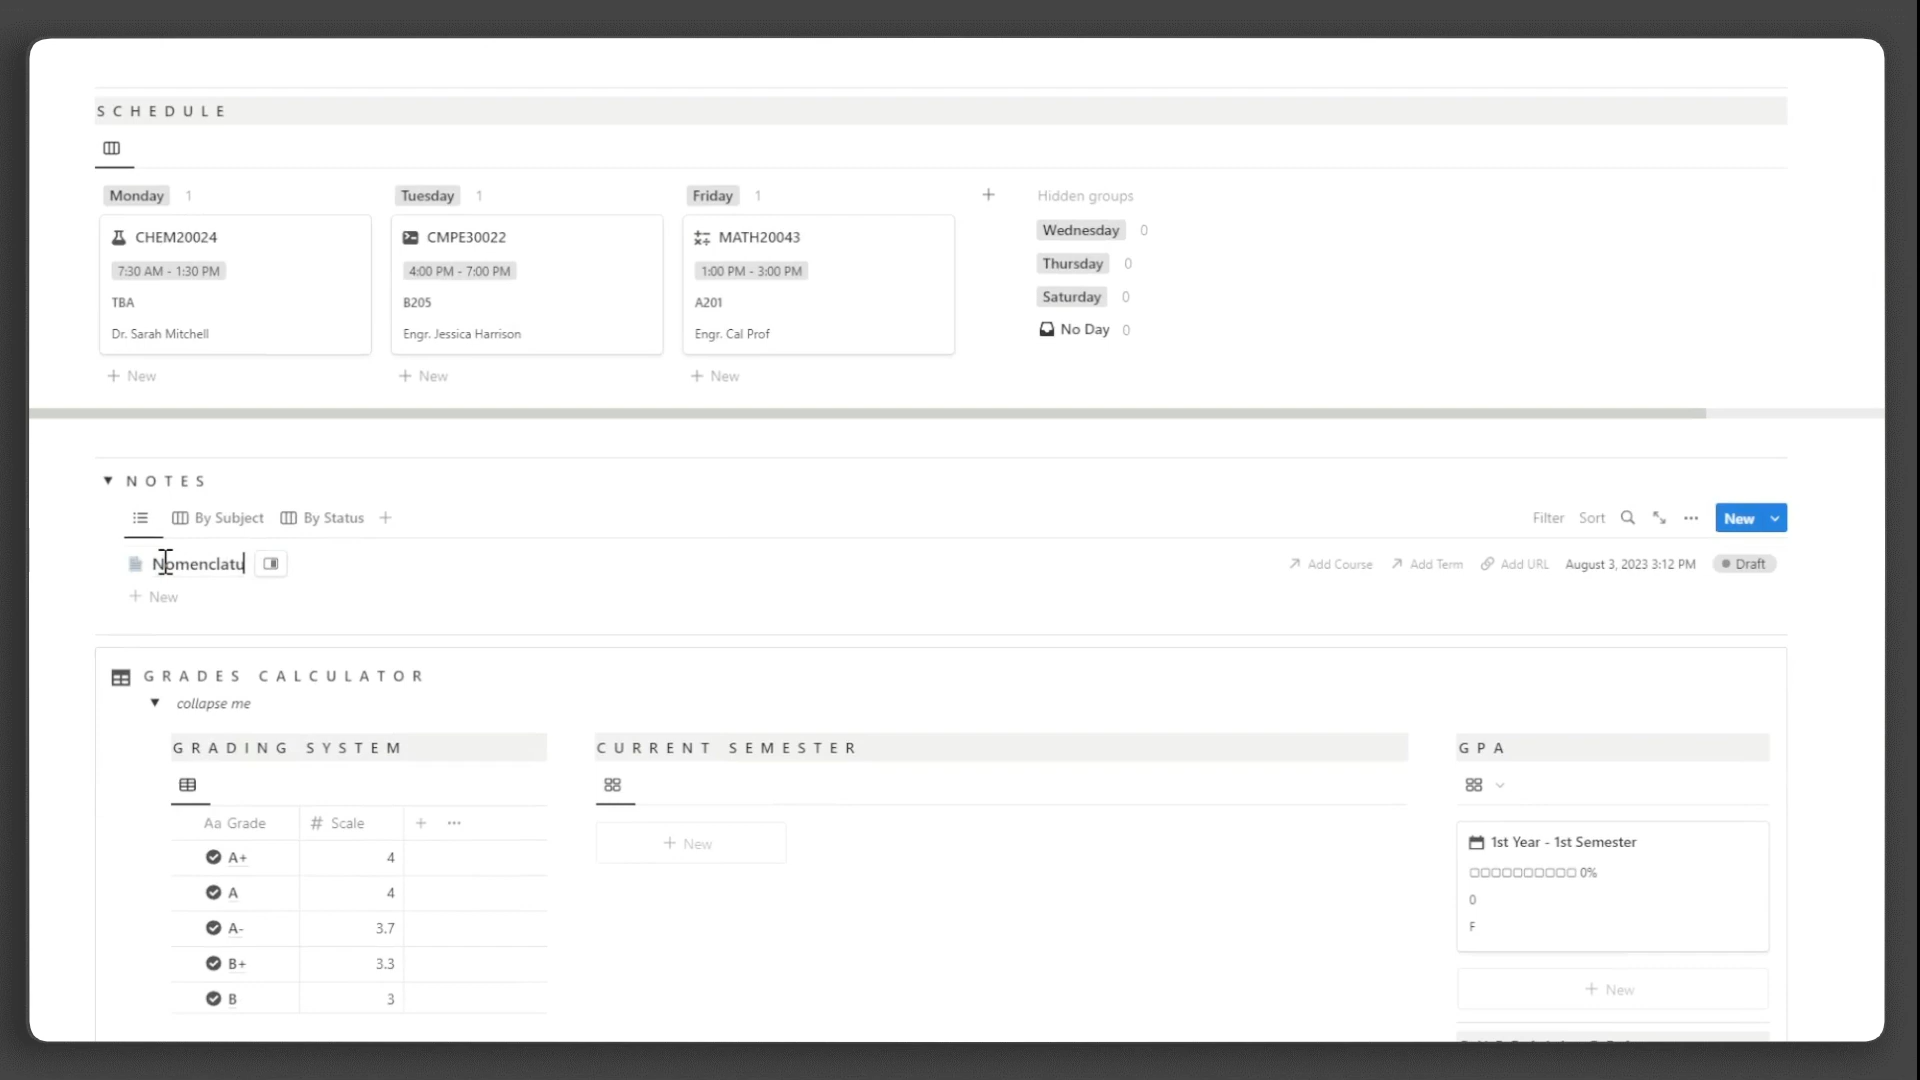 SCHEDULE
Monday 1
Tuesday 1
Friday 1
Hidden groups
CHEM20024
7:30 AM - 1:30 PM
TBA
Dr. Sarah Mitchell
+ New
CMPE30022
4:00 PM - 7:00 PM
B205
Engr. Jessica Harrison
+ New
MATH20043
1:00 PM - 3:00 PM
A201
Engr. Cal Prof
+ New
Wednesday 0
Thursday 0
Saturday 0
No Day 0
NOTES
By Subject By Status +
Filter Sort ... New
Nomenclatu
Add Course Add Term Add URL August 3, 2023 3:12 PM Draft
+ New
GRADES CALCULATOR
collapse me
GRADING SYSTEM
Aa Grade # Scale + ...
A+ 4
A 4
A- 3.7
B+ 3.3
B 3
CURRENT SEMESTER
+ New
GPA
1st Year - 1st Semester
▢▢▢▢▢▢▢▢▢▢ 0%
0
F
+ New